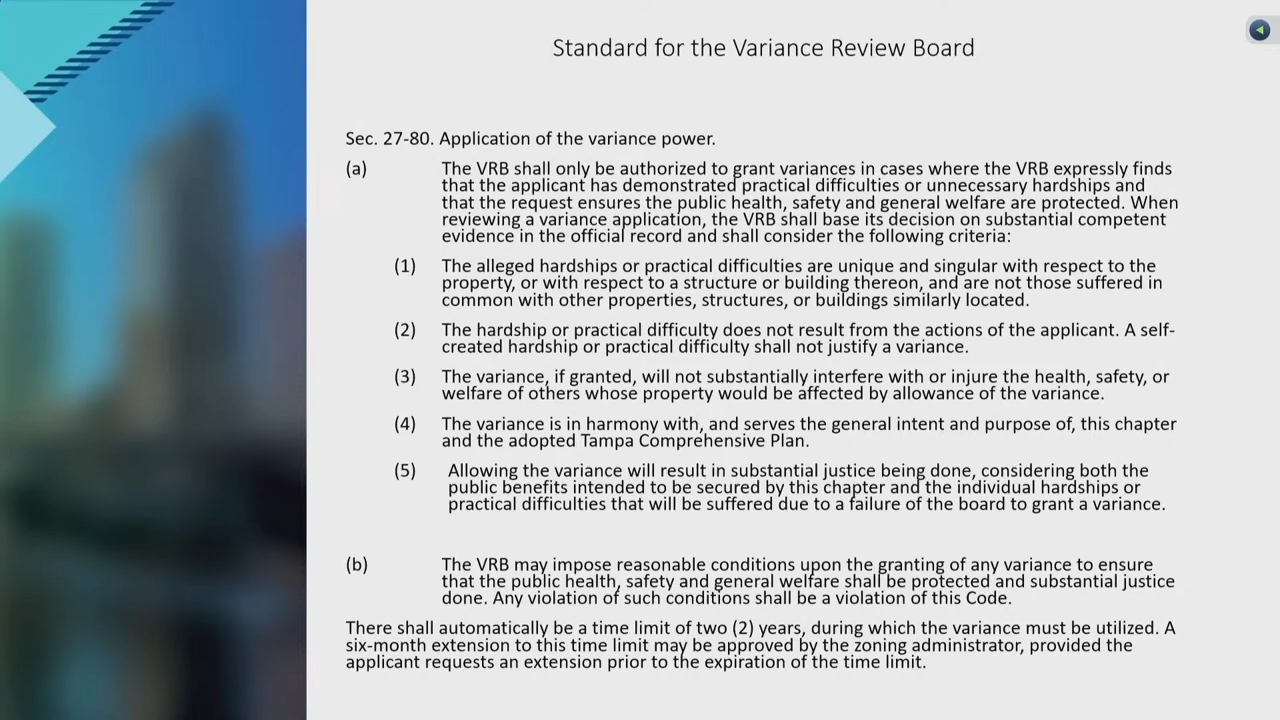 Standard for the Variance Review Board
Sec. 27-80. Application of the variance power.
(a) The VRB shall only be authorized to grant variances in cases where the VRB expressly finds
that the applicant has demonstrated practical difficulties or unnecessary hardships and
that the request ensures the public health, safety and general welfare are protected. When
reviewing a variance application, the VRB shall base its decision on substantial competent
evidence in the official record and shall consider the following criteria:
(1) The alleged hardships or practical difficulties are unique and singular with respect to the
property, or with respect to a structure or building thereon, and are not those suffered in
common with other properties, structures, or buildings similarly located.
(2) The hardship or practical difficulty does not result from the actions of the applicant. A self-
created hardship or practical difficulty shall not justify a variance.
(3) The variance, if granted, will not substantially interfere with or injure the health, safety, or
welfare of others whose property would be affected by allowance of the variance.
(4) The variance is in harmony with, and serves the general intent and purpose of, this chapter
and the adopted Tampa Comprehensive Plan.
(5) Allowing the variance will result in substantial justice being done, considering both the
public benefits intended to be secured by this chapter and the individual hardships or
practical difficulties that will be suffered due to a failure of the board to grant a variance.
(b) The VRB may impose reasonable conditions upon the granting of any variance to ensure
that the public health, safety and general welfare shall be protected and substantial justice
done. Any violation of such conditions shall be a violation of this Code.
There shall automatically be a time limit of two (2) years, during which the variance must be utilized. A
six-month extension to this time limit may be approved by the zoning administrator, provided the
applicant requests an extension prior to the expiration of the time limit.